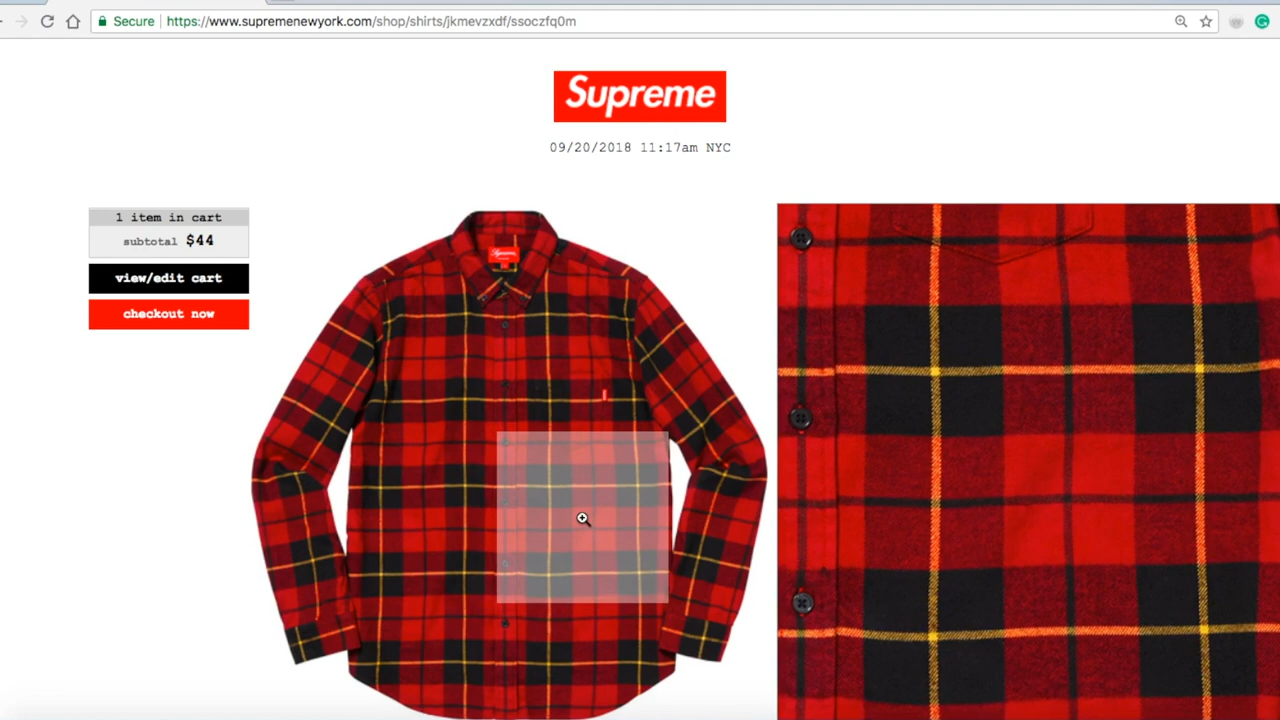 Secure https://www.supremenewyork.com/shop/shirts/jkmevzxdf/ssoczfq0m
Supreme
09/20/2018 11:17am NYC
1 item in cart
subtotal $44
view/edit cart
checkout now
Supreme